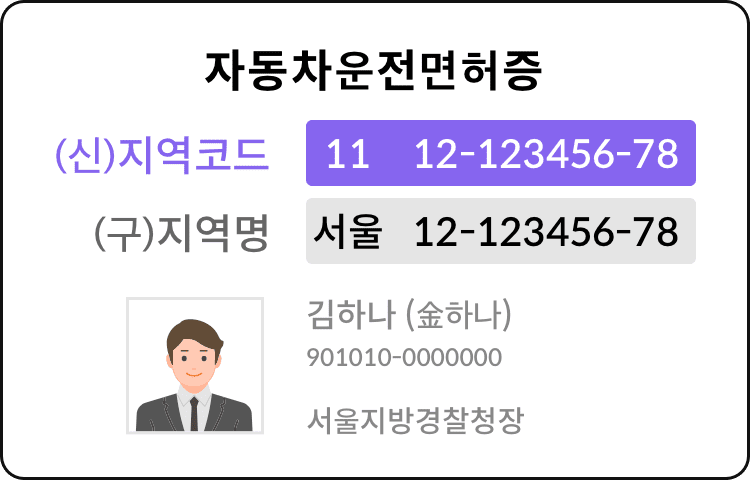 자동차운전면허증
(신)지역코드 11 12-123456-78
(구)지역명 서울 12-123456-78
김하나 (金하나)
901010-0000000
서울지방경찰청장